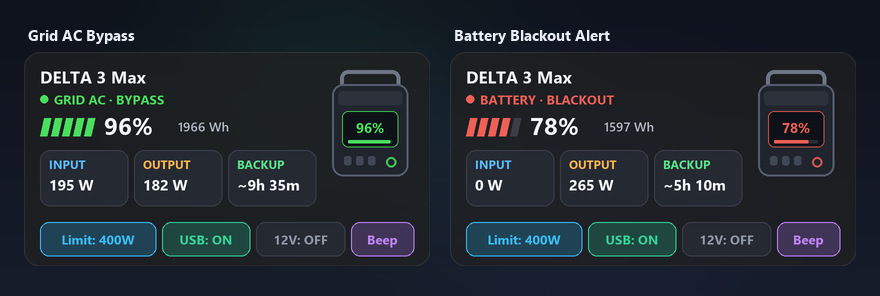 Grid AC Bypass
DELTA 3 Max
GRID AC · BYPASS
96%
1966 Wh
96%
INPUT
195 W
OUTPUT
182 W
BACKUP
~9h 35m
Limit: 400W
USB: ON
12V: OFF
Beep
Battery Blackout Alert
DELTA 3 Max
BATTERY · BLACKOUT
78%
1597 Wh
78%
INPUT
0 W
OUTPUT
265 W
BACKUP
~5h 10m
Limit: 400W
USB: ON
12V: OFF
Beep